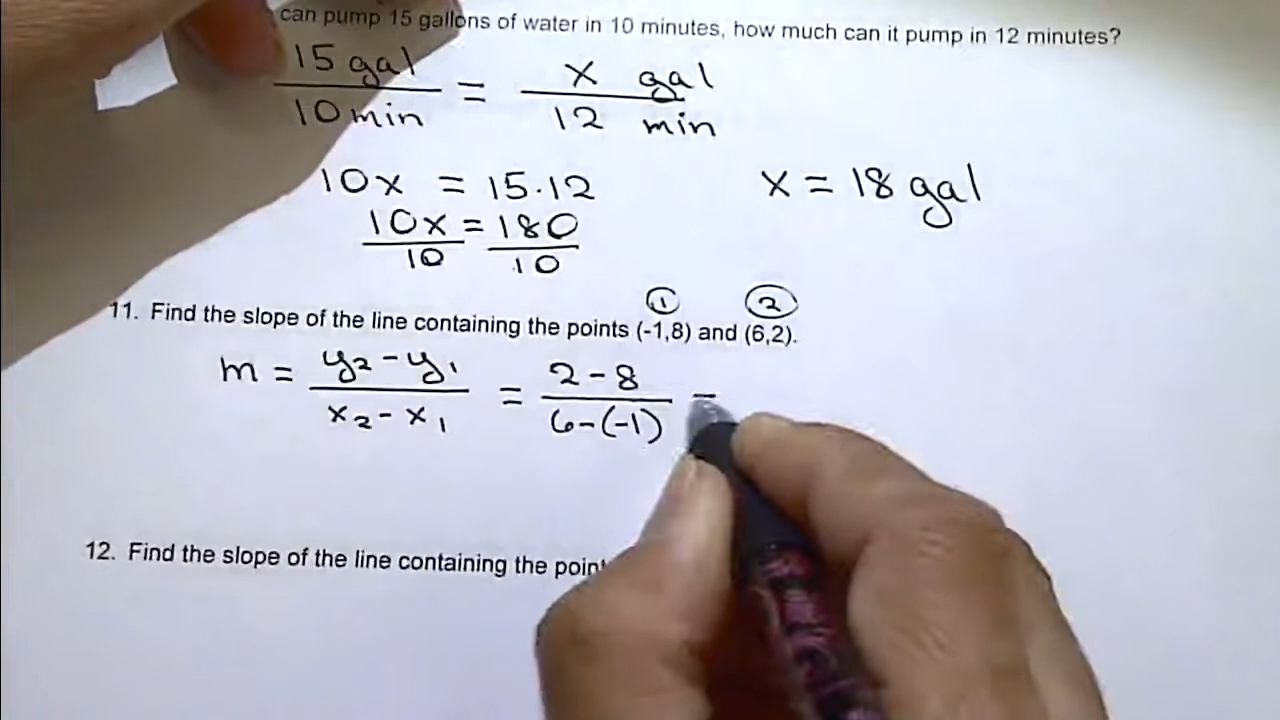 can pump 15 gallons of water in 10 minutes, how much can it pump in 12 minutes?
15 gal = x gal
10 min 12 min
10x = 15·12 x = 18 gal
10x = 180
10 10
① ②
11. Find the slope of the line containing the points (-1,8) and (6,2).
m = y₂ - y₁ = 2 - 8 =
x₂ - x₁ 6-(-1)
12. Find the slope of the line containing the